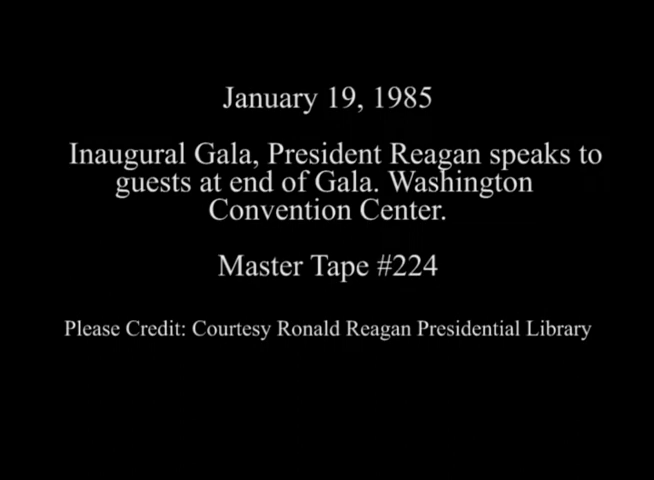 January 19, 1985
Inaugural Gala, President Reagan speaks to
guests at end of Gala. Washington
Convention Center.
Master Tape #224
Please Credit: Courtesy Ronald Reagan Presidential Library